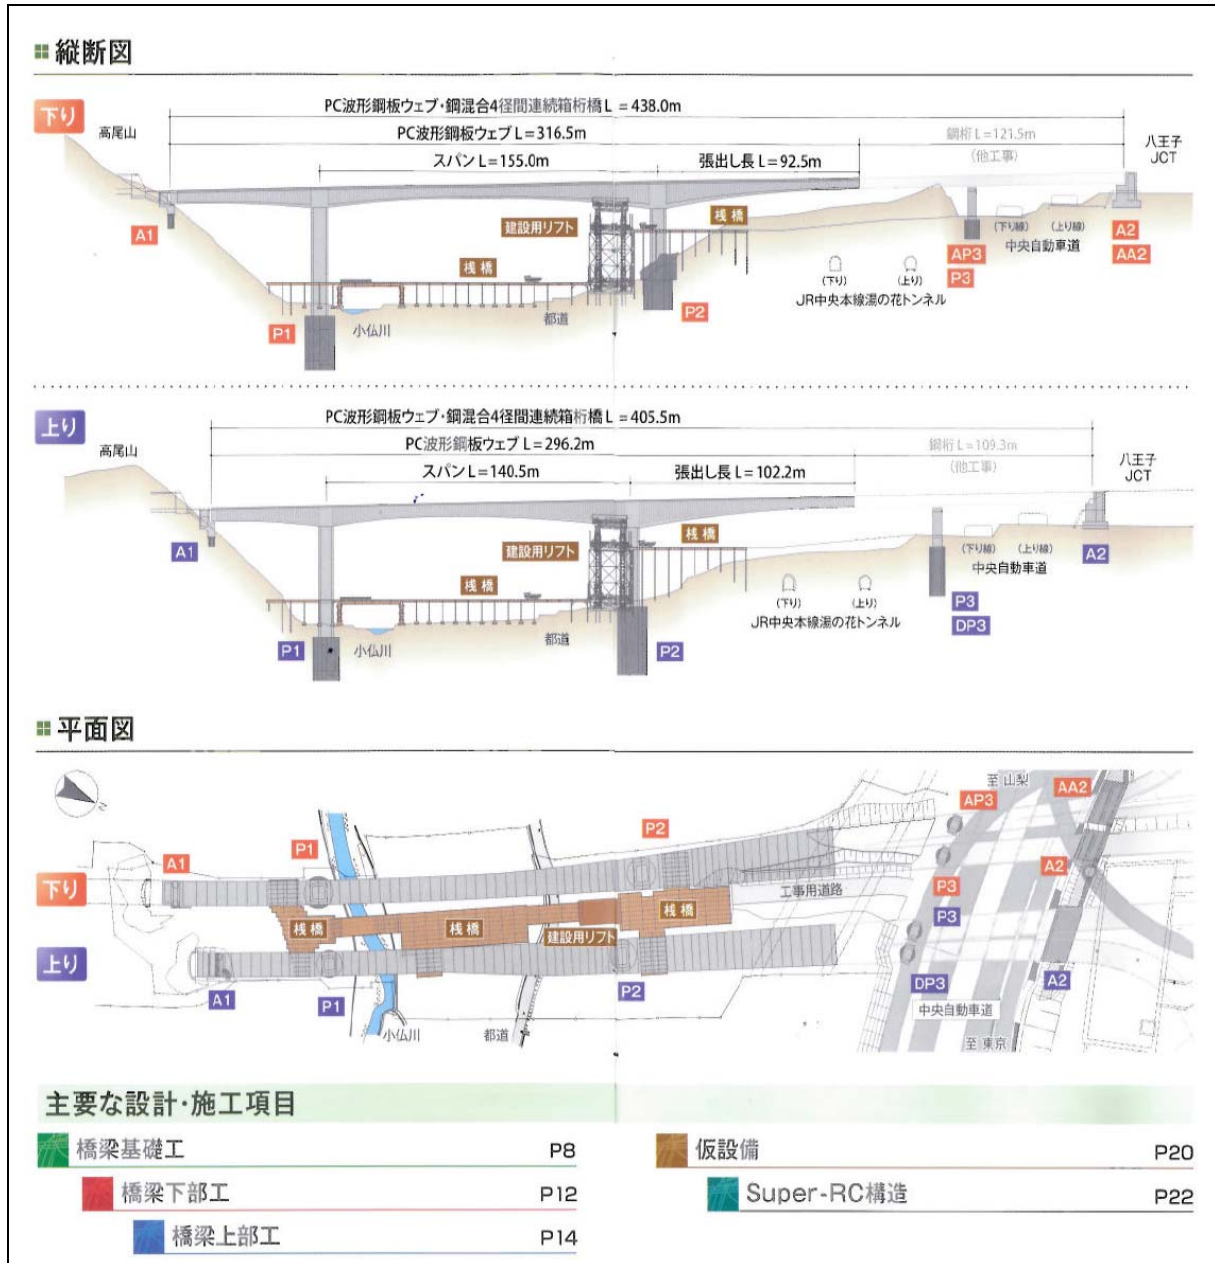 縦断図
下り
PC波形鋼板ウェブ・鋼混合4径間連続箱桁橋 L = 438.0m
高尾山
PC波形鋼板ウェブ L = 316.5m
鋼桁 L = 121.5m
(他工事)
八王子
JCT
スパン L = 155.0m
張出し長 L = 92.5m
A1
建設用リフト
桟橋
桟橋
(下り線)
(上り線)
中央自動車道
A2
AA2
AP3
P3
(下り)
(上り)
JR中央本線湯の花トンネル
P1
小仏川
都道
P2
上り
PC波形鋼板ウェブ・鋼混合4径間連続箱桁橋 L = 405.5m
高尾山
PC波形鋼板ウェブ L = 296.2m
鋼桁 L = 109.3m
(他工事)
八王子
JCT
スパン L = 140.5m
張出し長 L = 102.2m
A1
建設用リフト
桟橋
桟橋
(下り線)
(上り線)
中央自動車道
A2
(下り)
(上り)
JR中央本線湯の花トンネル
P3
DP3
P1
小仏川
都道
P2
平面図
N
至 山梨
AA2
AP3
P2
P1
A1
A2
下り
工事用道路
P3
P3
桟橋
桟橋
桟橋
建設用リフト
上り
A1
P1
P2
DP3
A2
中央自動車道
小仏川
都道
至 東京
主要な設計・施工項目
橋梁基礎工 P8
橋梁下部工 P12
橋梁上部工 P14
仮設備 P20
Super-RC構造 P22